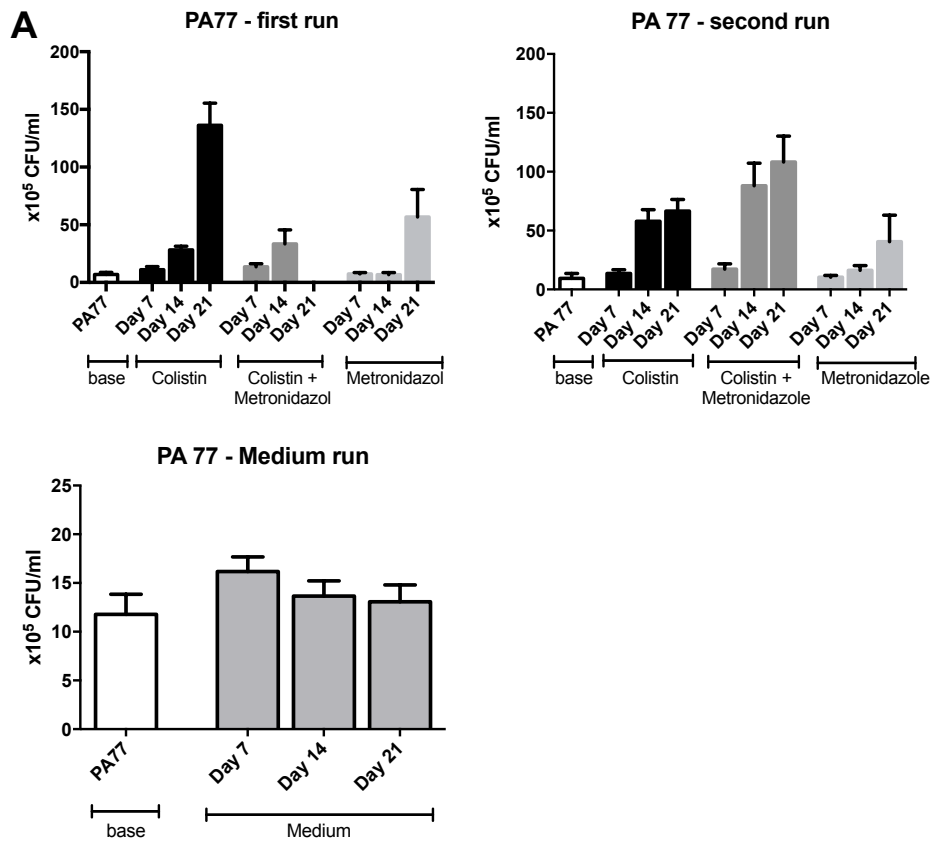 A
PA77 - first run
x10⁵ CFU/ml
200
150
100
50
0
PA77
Day 7
Day 14
Day 21
Day 7
Day 14
Day 21
Day 7
Day 14
Day 21
base
Colistin
Colistin +
Metronidazol
Metronidazol
PA 77 - second run
x10⁵ CFU/ml
200
150
100
50
0
PA 77
Day 7
Day 14
Day 21
Day 7
Day 14
Day 21
Day 7
Day 14
Day 21
base
Colistin
Colistin +
Metronidazole
Metronidazole
PA 77 - Medium run
x10⁵ CFU/ml
25
20
15
10
5
0
PA77
Day 7
Day 14
Day 21
base
Medium